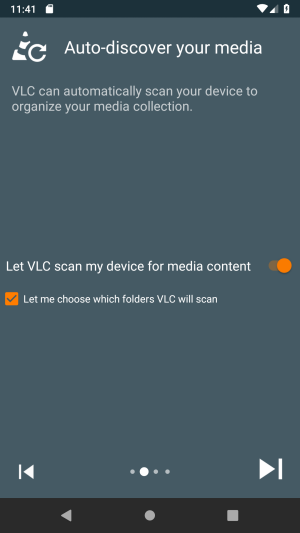 11:41
Auto-discover your media
VLC can automatically scan your device to
organize your media collection.
Let VLC scan my device for media content
Let me choose which folders VLC will scan